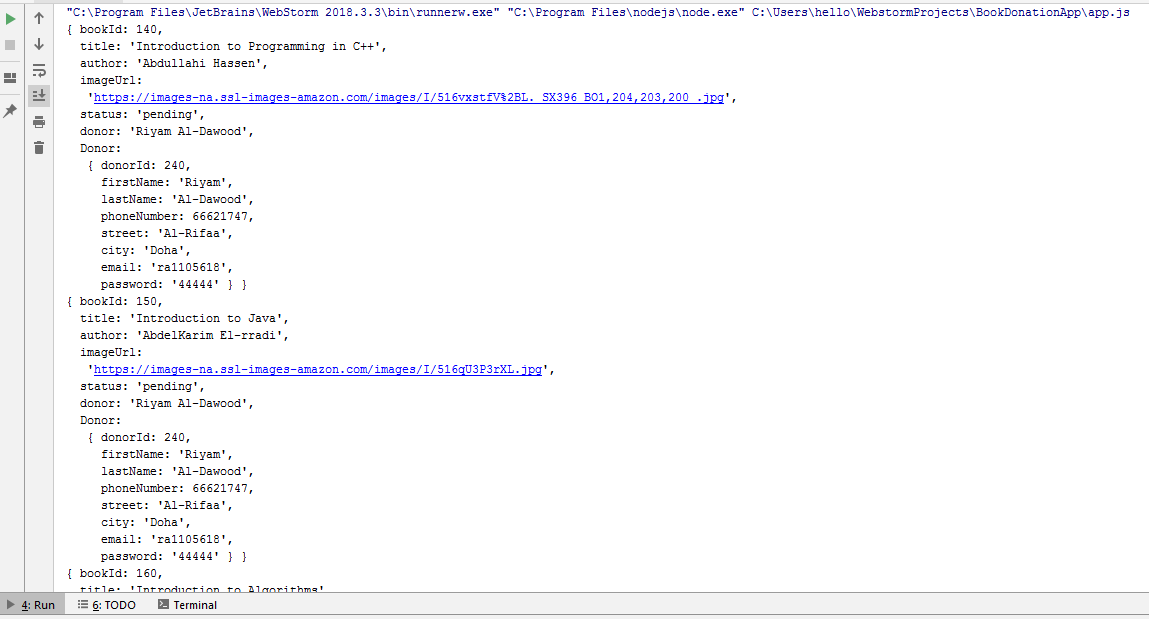 "C:\Program Files\JetBrains\WebStorm 2018.3.3\bin\runnerw.exe" "C:\Program Files\nodejs\node.exe" C:\Users\hello\WebstormProjects\BookDonationApp\app.js
{ bookId: 140,
title: 'Introduction to Programming in C++',
author: 'Abdullahi Hassen',
imageUrl:
'https://images-na.ssl-images-amazon.com/images/I/516vxstfV%2BL._SX396_BO1,204,203,200_.jpg',
status: 'pending',
donor: 'Riyam Al-Dawood',
Donor:
{ donorId: 240,
firstName: 'Riyam',
lastName: 'Al-Dawood',
phoneNumber: 66621747,
street: 'Al-Rifaa',
city: 'Doha',
email: 'ra1105618',
password: '44444' } }
{ bookId: 150,
title: 'Introduction to Java',
author: 'AbdelKarim El-rradi',
imageUrl:
'https://images-na.ssl-images-amazon.com/images/I/516qU3P3rXL.jpg',
status: 'pending',
donor: 'Riyam Al-Dawood',
Donor:
{ donorId: 240,
firstName: 'Riyam',
lastName: 'Al-Dawood',
phoneNumber: 66621747,
street: 'Al-Rifaa',
city: 'Doha',
email: 'ra1105618',
password: '44444' } }
{ bookId: 160,
title: 'Introduction to Algorithms'
4: Run 6: TODO Terminal